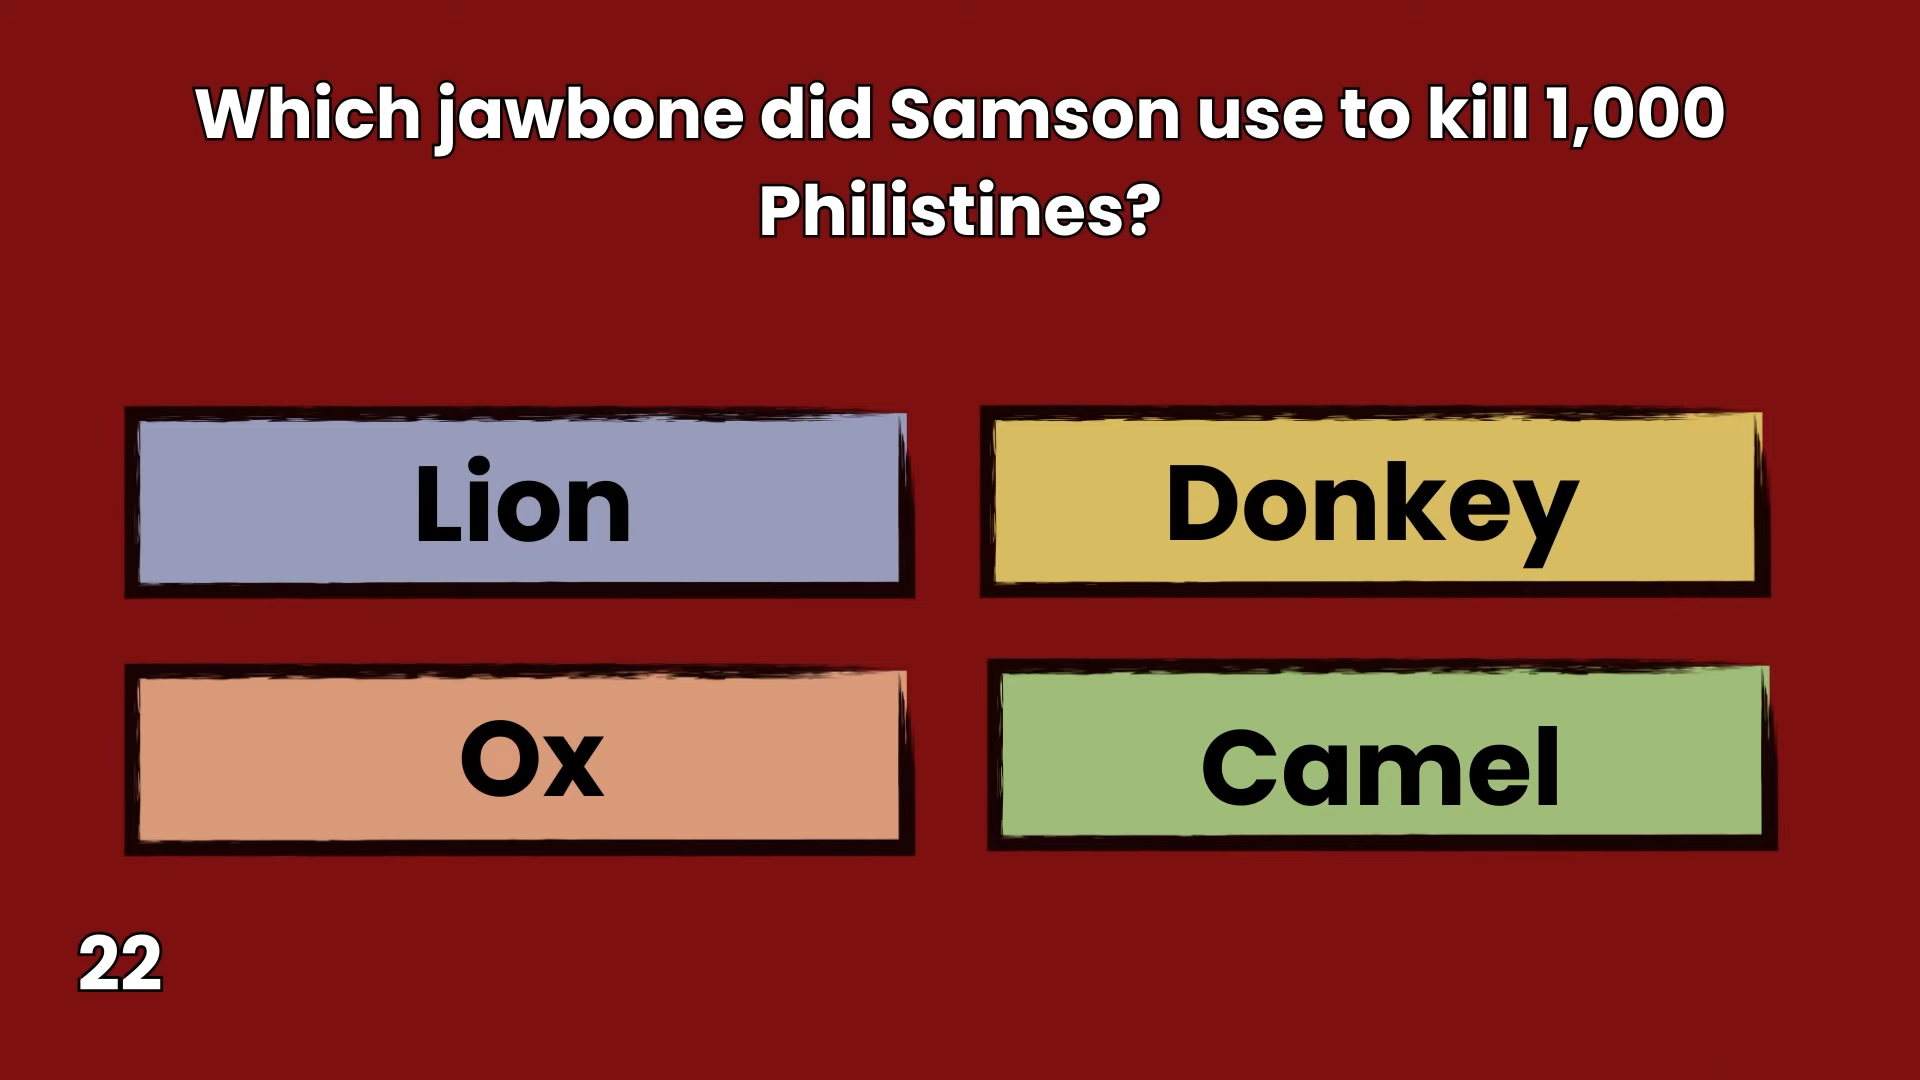 Which jawbone did Samson use to kill 1,000
Philistines?
Lion
Donkey
Ox
Camel
22